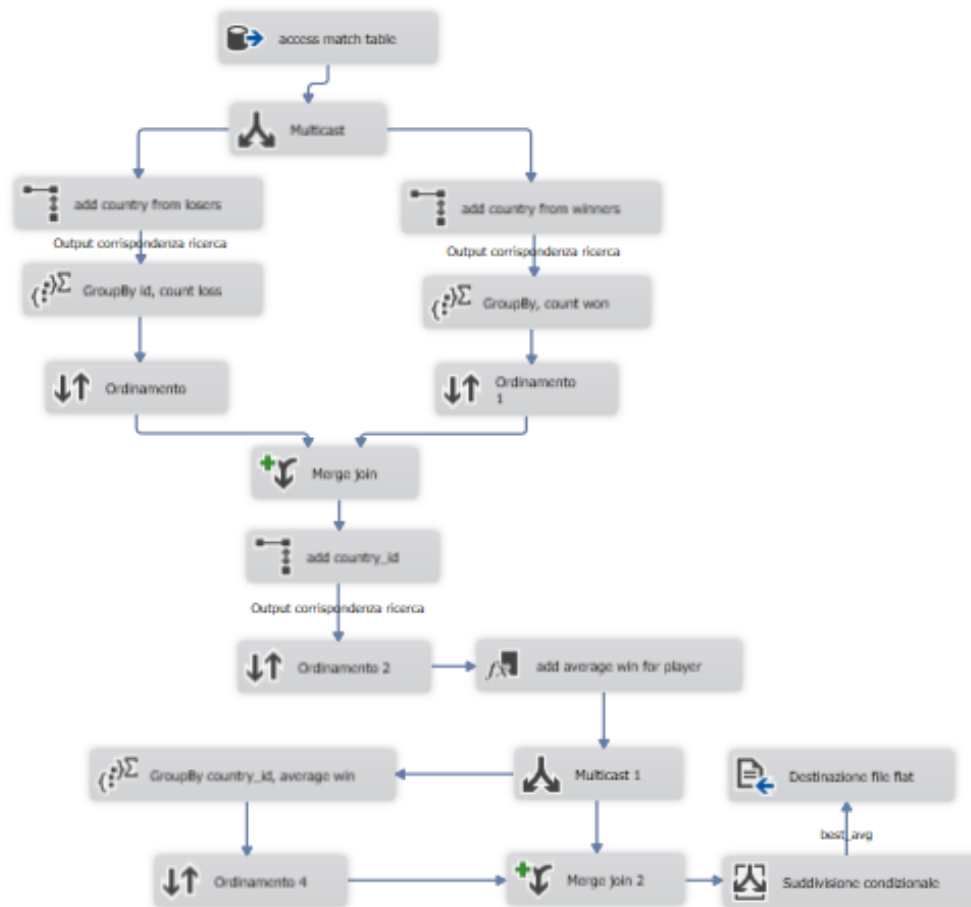 access match table
Multicast
add country from losers
add country from winners
Output corrispondenza ricerca
Output corrispondenza ricerca
GroupBy id, count loss
GroupBy, count won
Ordinamento
Ordinamento
1
Merge join
add country_id
Output corrispondenza ricerca
Ordinamento 2
add average win for player
GroupBy country_id, average win
Multicast 1
Destinazione file flat
best_avg
Ordinamento 4
Merge join 2
Suddivisione condizionale